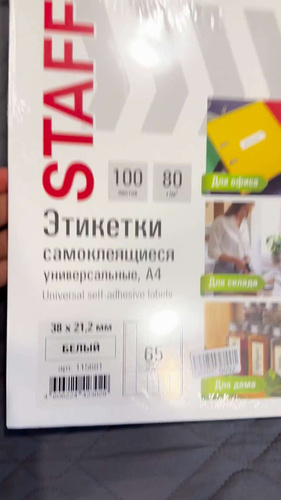 STAFF
100
листов
80
г/м²
Для офиса
Этикетки
самоклеящиеся
универсальные, А4
Universal self-adhesive labels
Для склада
38 x 21,2 мм
БЕЛЫЙ
65
Для дома